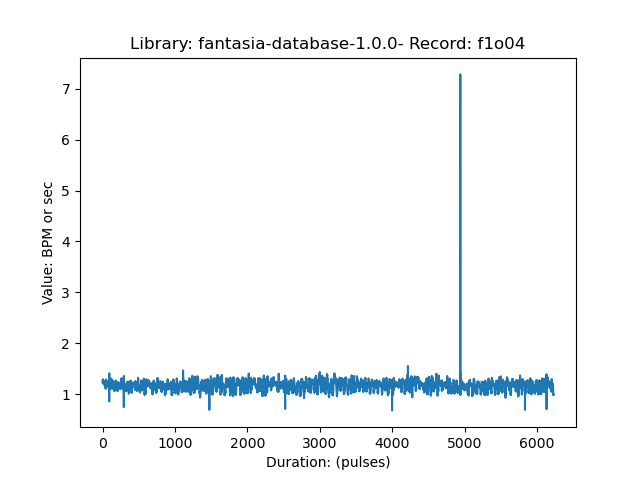 Library: fantasia-database-1.0.0- Record: f1o04
7
6
5
4
3
2
1
Value: BPM or sec
0 1000 2000 3000 4000 5000 6000
Duration: (pulses)